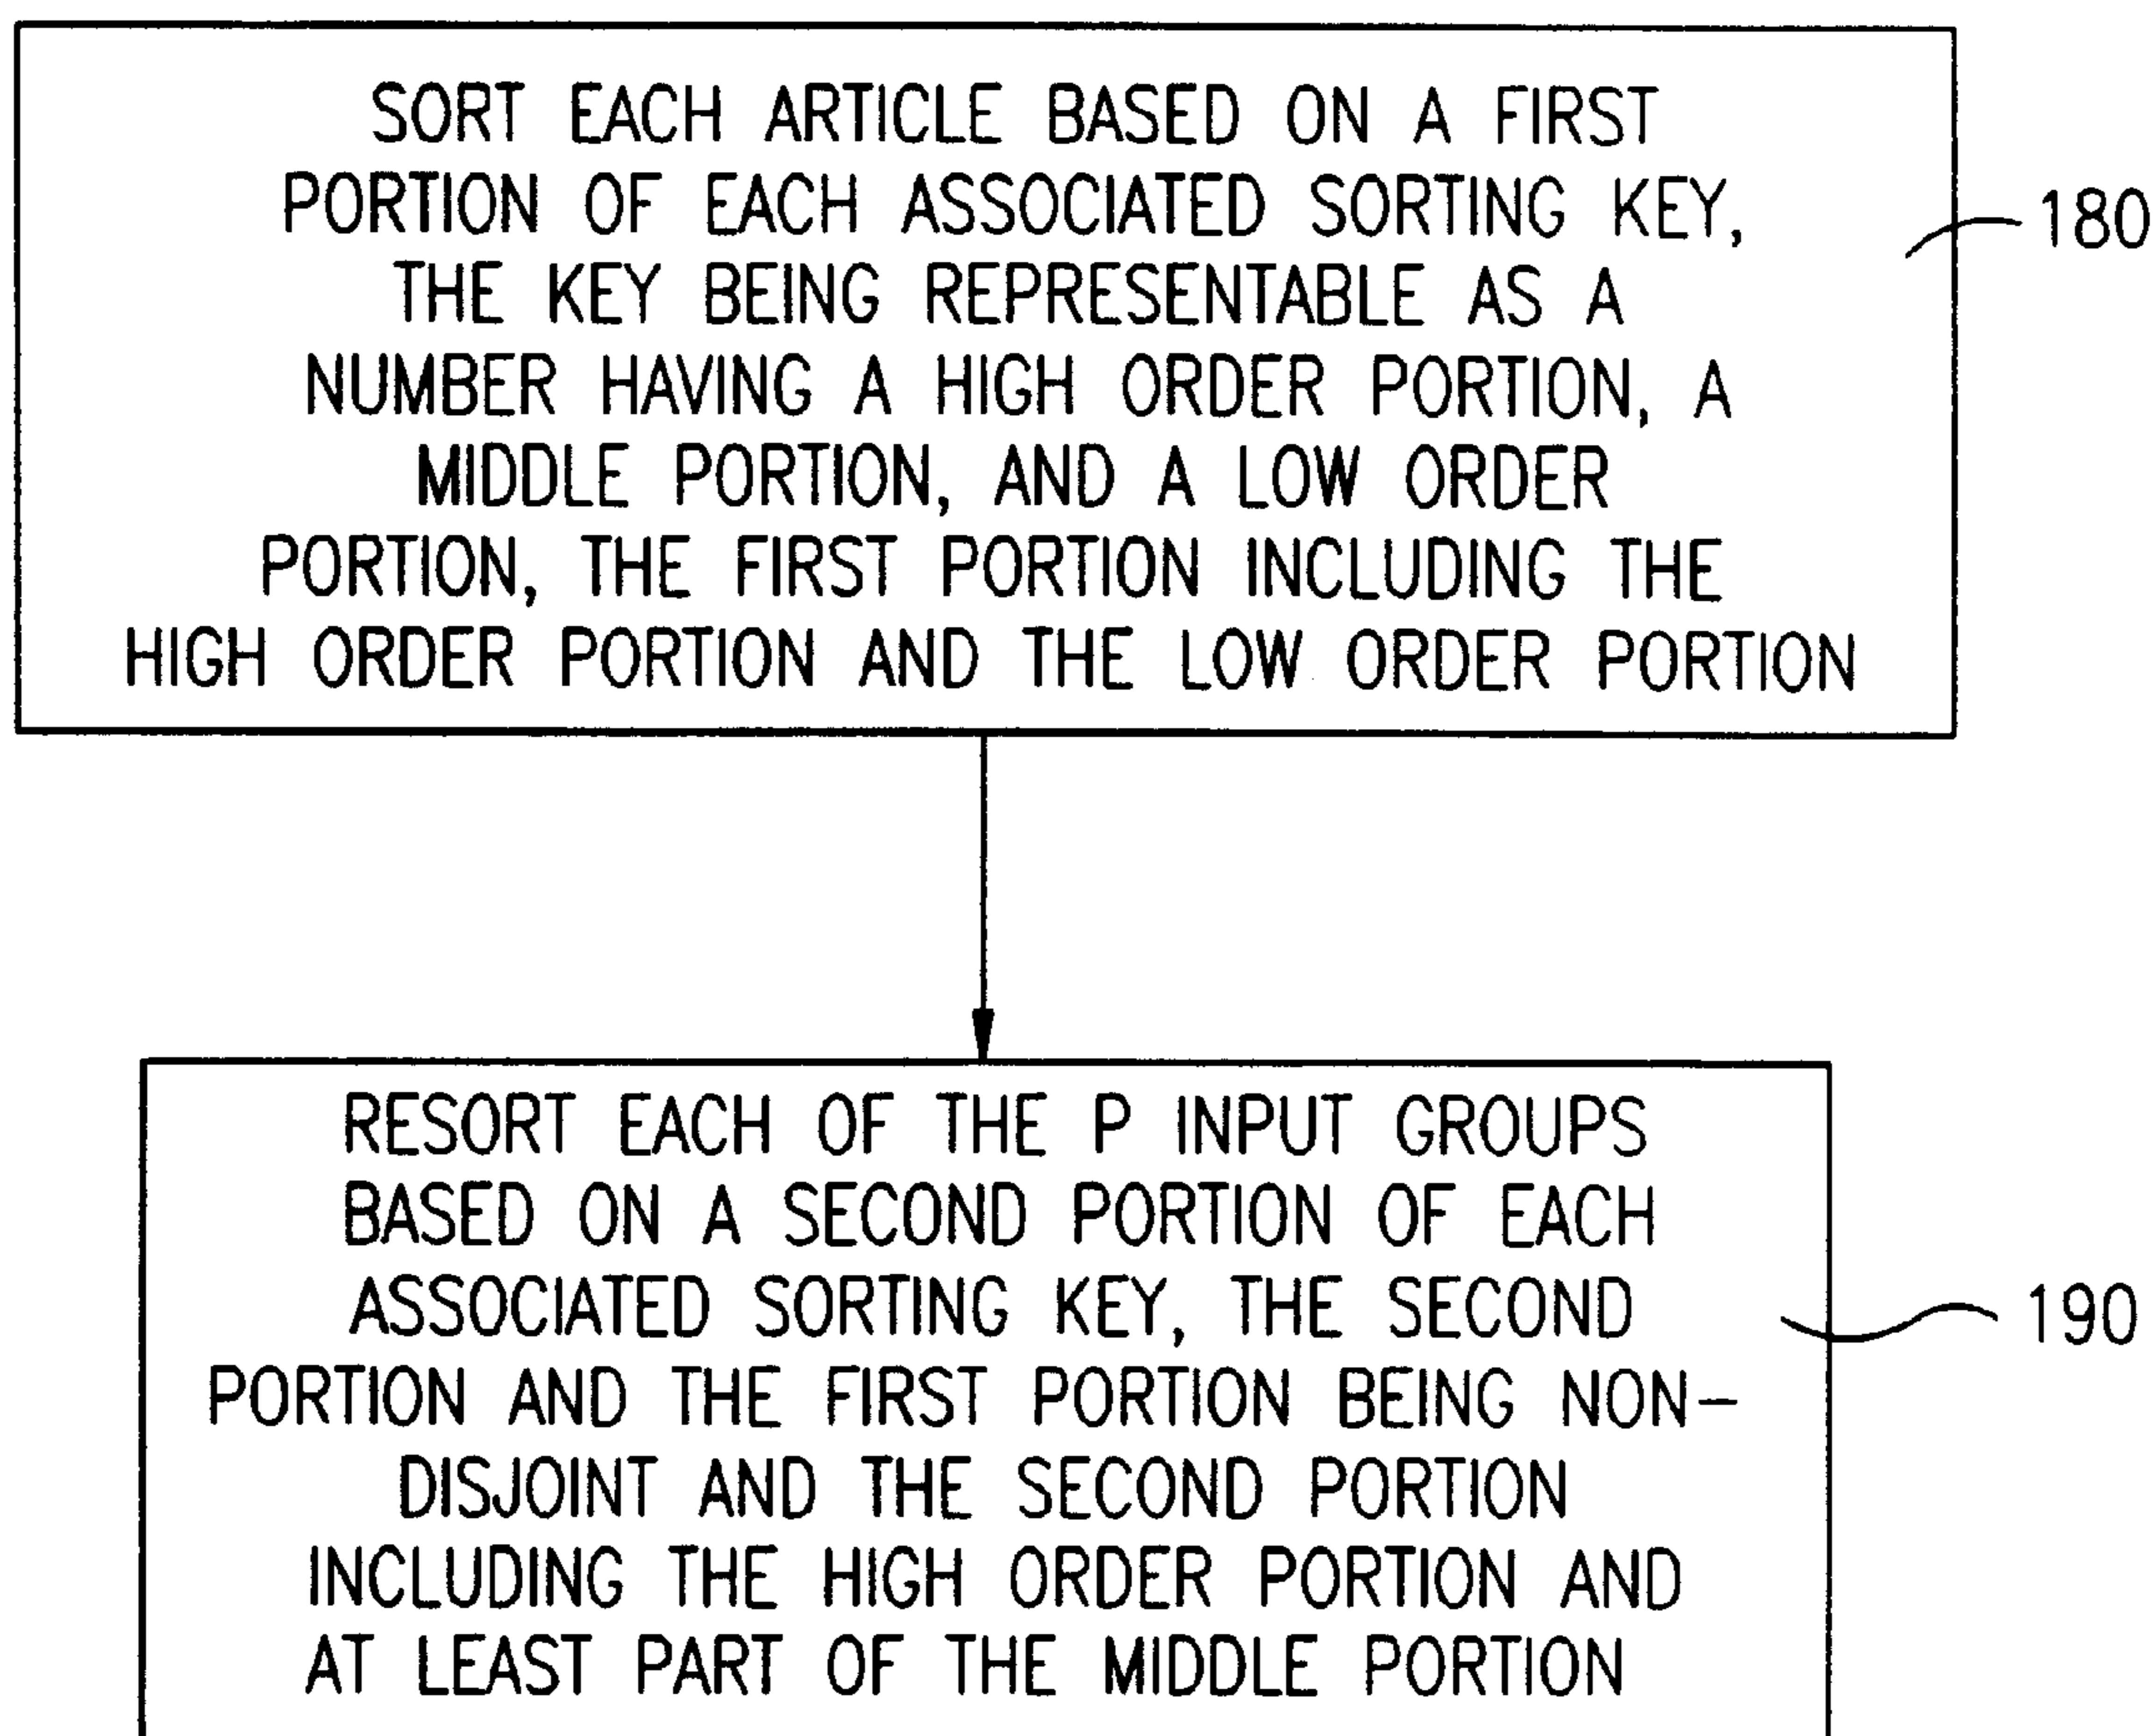 SORT EACH ARTICLE BASED ON A FIRST
PORTION OF EACH ASSOCIATED SORTING KEY,
THE KEY BEING REPRESENTABLE AS A
NUMBER HAVING A HIGH ORDER PORTION, A
MIDDLE PORTION, AND A LOW ORDER
PORTION, THE FIRST PORTION INCLUDING THE
HIGH ORDER PORTION AND THE LOW ORDER PORTION
180
RESORT EACH OF THE P INPUT GROUPS
BASED ON A SECOND PORTION OF EACH
ASSOCIATED SORTING KEY, THE SECOND
PORTION AND THE FIRST PORTION BEING NON-
DISJOINT AND THE SECOND PORTION
INCLUDING THE HIGH ORDER PORTION AND
AT LEAST PART OF THE MIDDLE PORTION
190